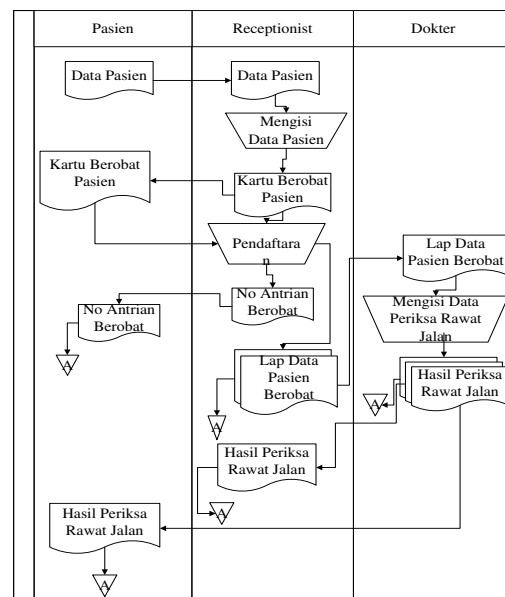 Pasien
Receptionist
Dokter
Data Pasien
Data Pasien
Mengisi
Data Pasien
Kartu Berobat
Pasien
Kartu Berobat
Pasien
Pendaftara
n
Lap Data
Pasien Berobat
No Antrian
Berobat
No Antrian
Berobat
Mengisi Data
Periksa Rawat
Jalan
A
Lap Data
Pasien
Berobat
Hasil Periksa
Rawat Jalan
A
A
Hasil Periksa
Rawat Jalan
A
Hasil Periksa
Rawat Jalan
A